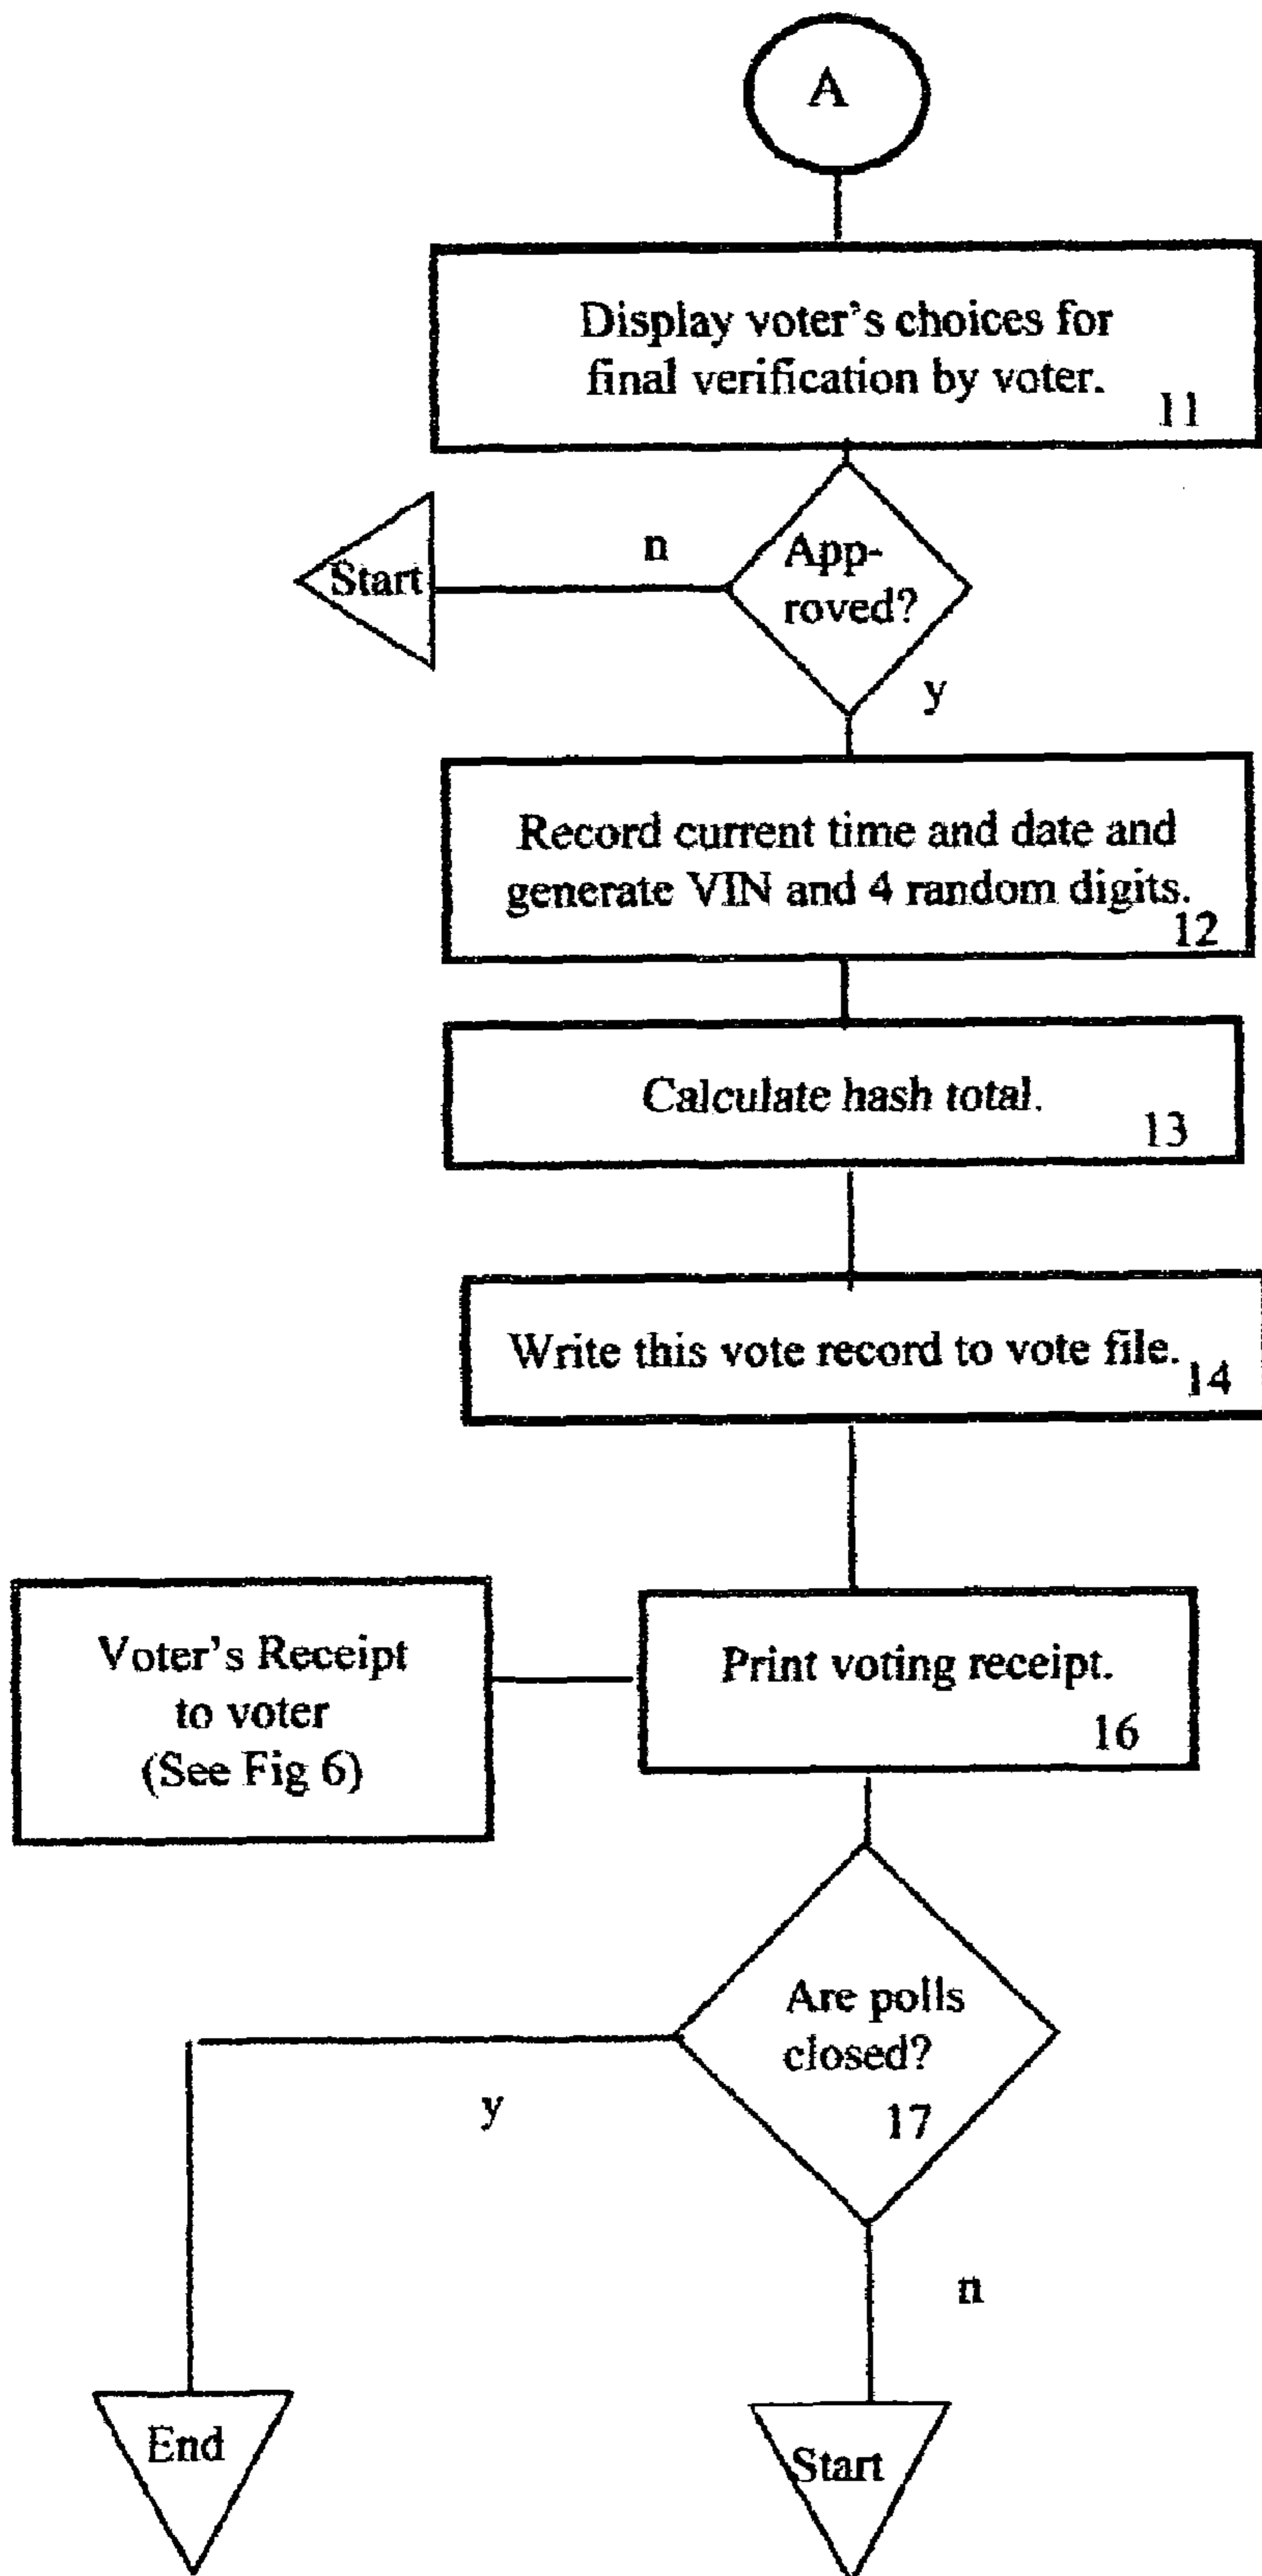 A
Display voter's choices for
final verification by voter.
11
Start
n
App-
roved?
y
Record current time and date and
generate VIN and 4 random digits.
12
Calculate hash total.
13
Write this vote record to vote file.
14
Voter's Receipt
to voter
(See Fig 6)
Print voting receipt.
16
Are polls
closed?
17
y
n
End
Start